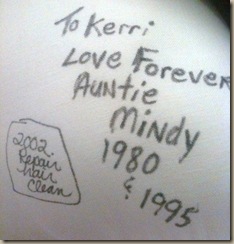 To Kerri
Love Forever
Auntie
Mindy
1980
& 1995
2002
Repair
hair
Clean